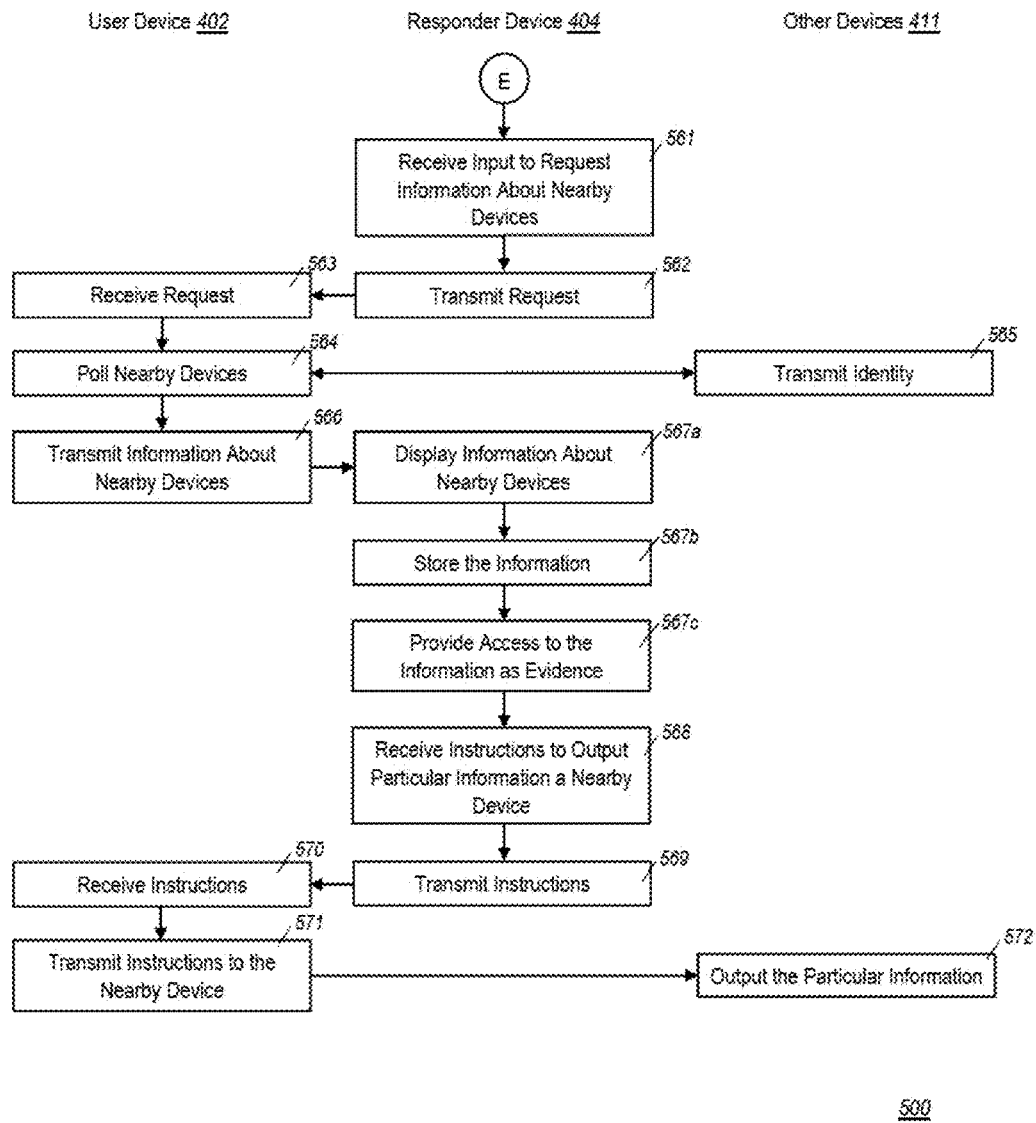 User Device 402
Responder Device 404
Other Devices 411
E
561
Receive Input to Request
Information About Nearby
Devices
563
562
Receive Request
Transmit Request
564
565
Poll Nearby Devices
Transmit Identity
566
567a
Transmit Information About
Nearby Devices
Display Information About
Nearby Devices
567b
Store the Information
567c
Provide Access to the
Information as Evidence
568
Receive Instructions to Output
Particular Information a Nearby
Device
570
569
Receive Instructions
Transmit Instructions
571
572
Transmit Instructions to the
Nearby Device
Output the Particular Information
500